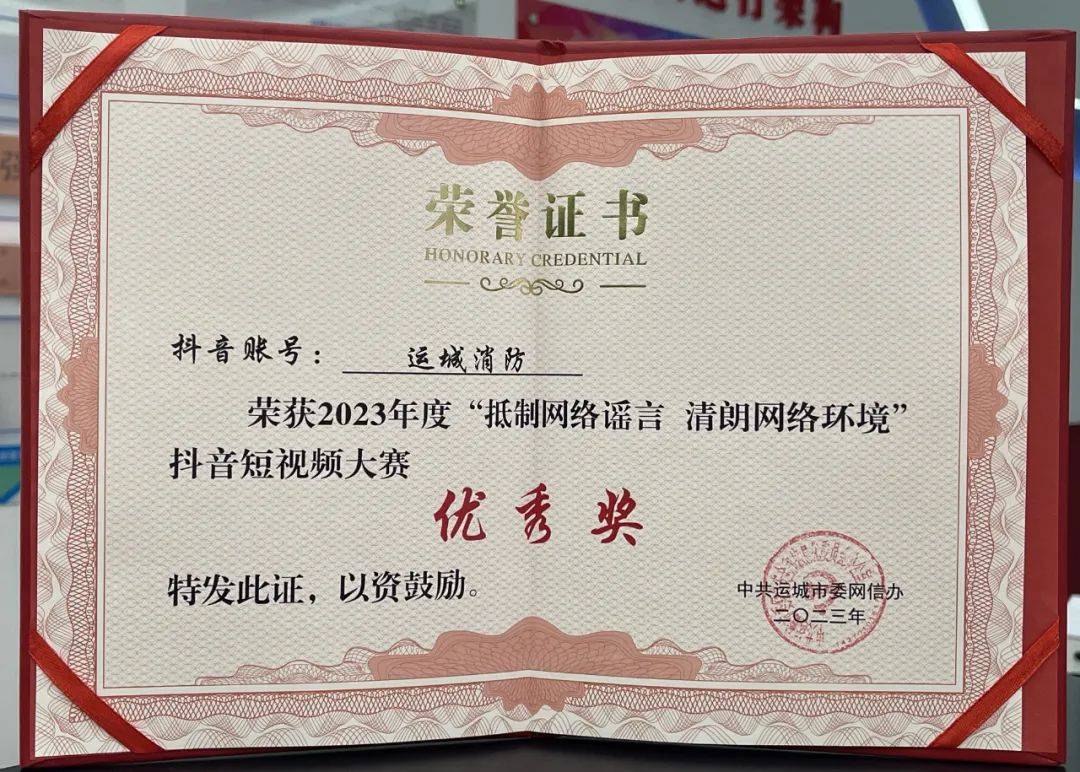 荣誉证书
HONORARY CREDENTIAL
抖音账号：运城消防
荣获2023年度“抵制网络谣言 清朗网络环境”
抖音短视频大赛
优秀奖
特发此证，以资鼓励。
中共运城市委网信办
二〇二三年